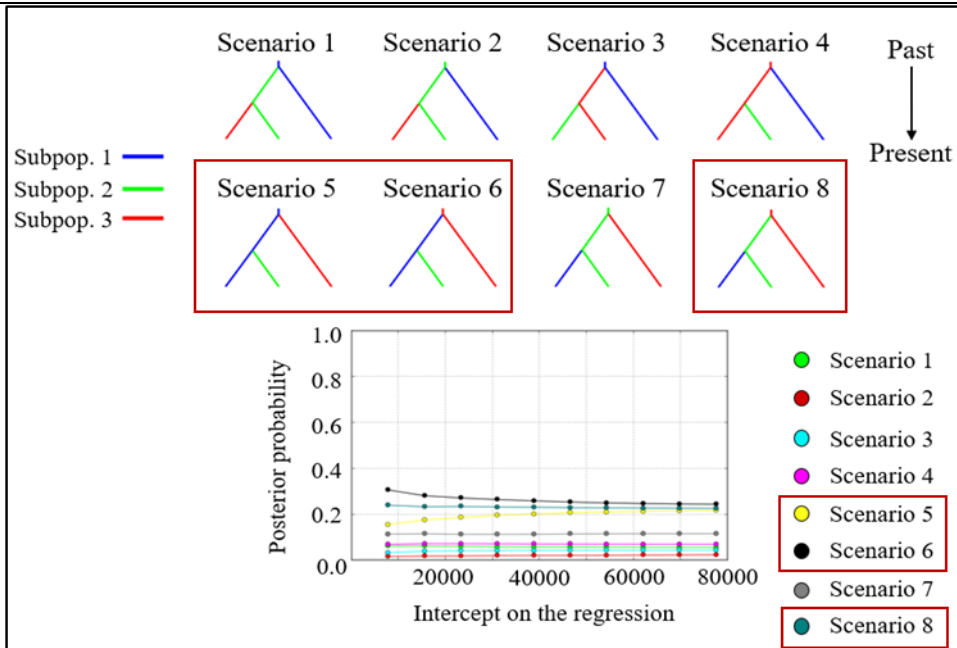 Scenario 1
Scenario 2
Scenario 3
Scenario 4
Past
Present
Subpop. 1
Subpop. 2
Subpop. 3
Scenario 5
Scenario 6
Scenario 7
Scenario 8
Posterior probability
1.0
0.8
0.6
0.4
0.2
0.0
20000
40000
60000
80000
Intercept on the regression
Scenario 1
Scenario 2
Scenario 3
Scenario 4
Scenario 5
Scenario 6
Scenario 7
Scenario 8